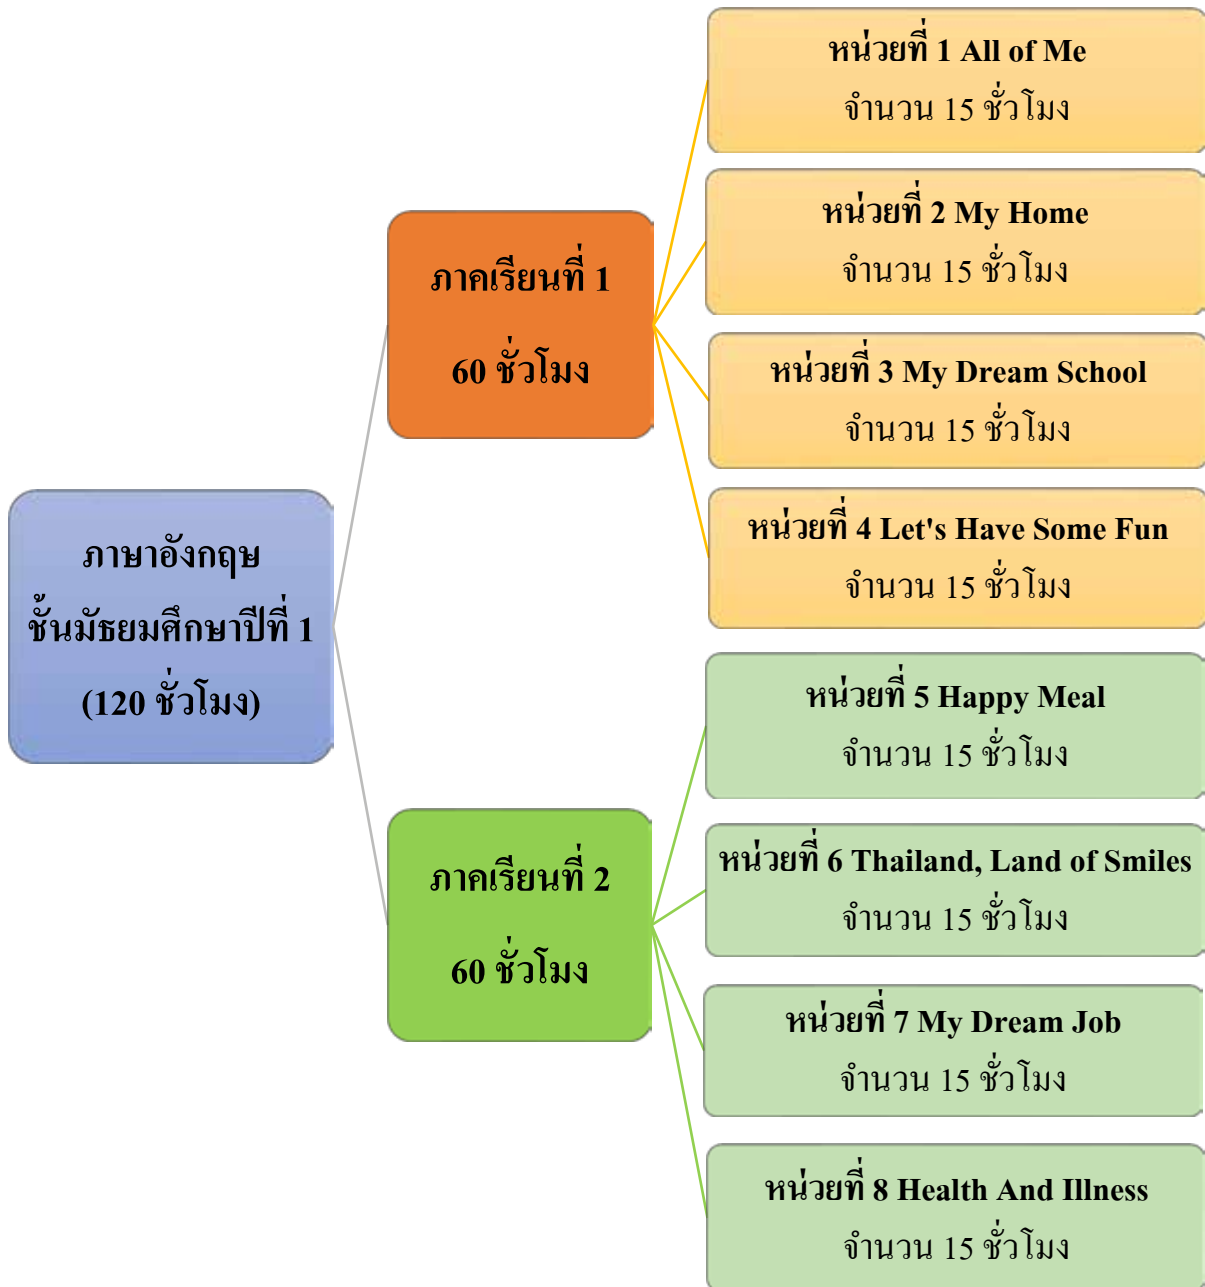 ภาษาอังกฤษ
ชั้นมัธยมศึกษาปีที่ 1
(120 ชั่วโมง)
ภาคเรียนที่ 1
60 ชั่วโมง
หน่วยที่ 1 All of Me
จำนวน 15 ชั่วโมง
หน่วยที่ 2 My Home
จำนวน 15 ชั่วโมง
หน่วยที่ 3 My Dream School
จำนวน 15 ชั่วโมง
หน่วยที่ 4 Let's Have Some Fun
จำนวน 15 ชั่วโมง
ภาคเรียนที่ 2
60 ชั่วโมง
หน่วยที่ 5 Happy Meal
จำนวน 15 ชั่วโมง
หน่วยที่ 6 Thailand, Land of Smiles
จำนวน 15 ชั่วโมง
หน่วยที่ 7 My Dream Job
จำนวน 15 ชั่วโมง
หน่วยที่ 8 Health And Illness
จำนวน 15 ชั่วโมง